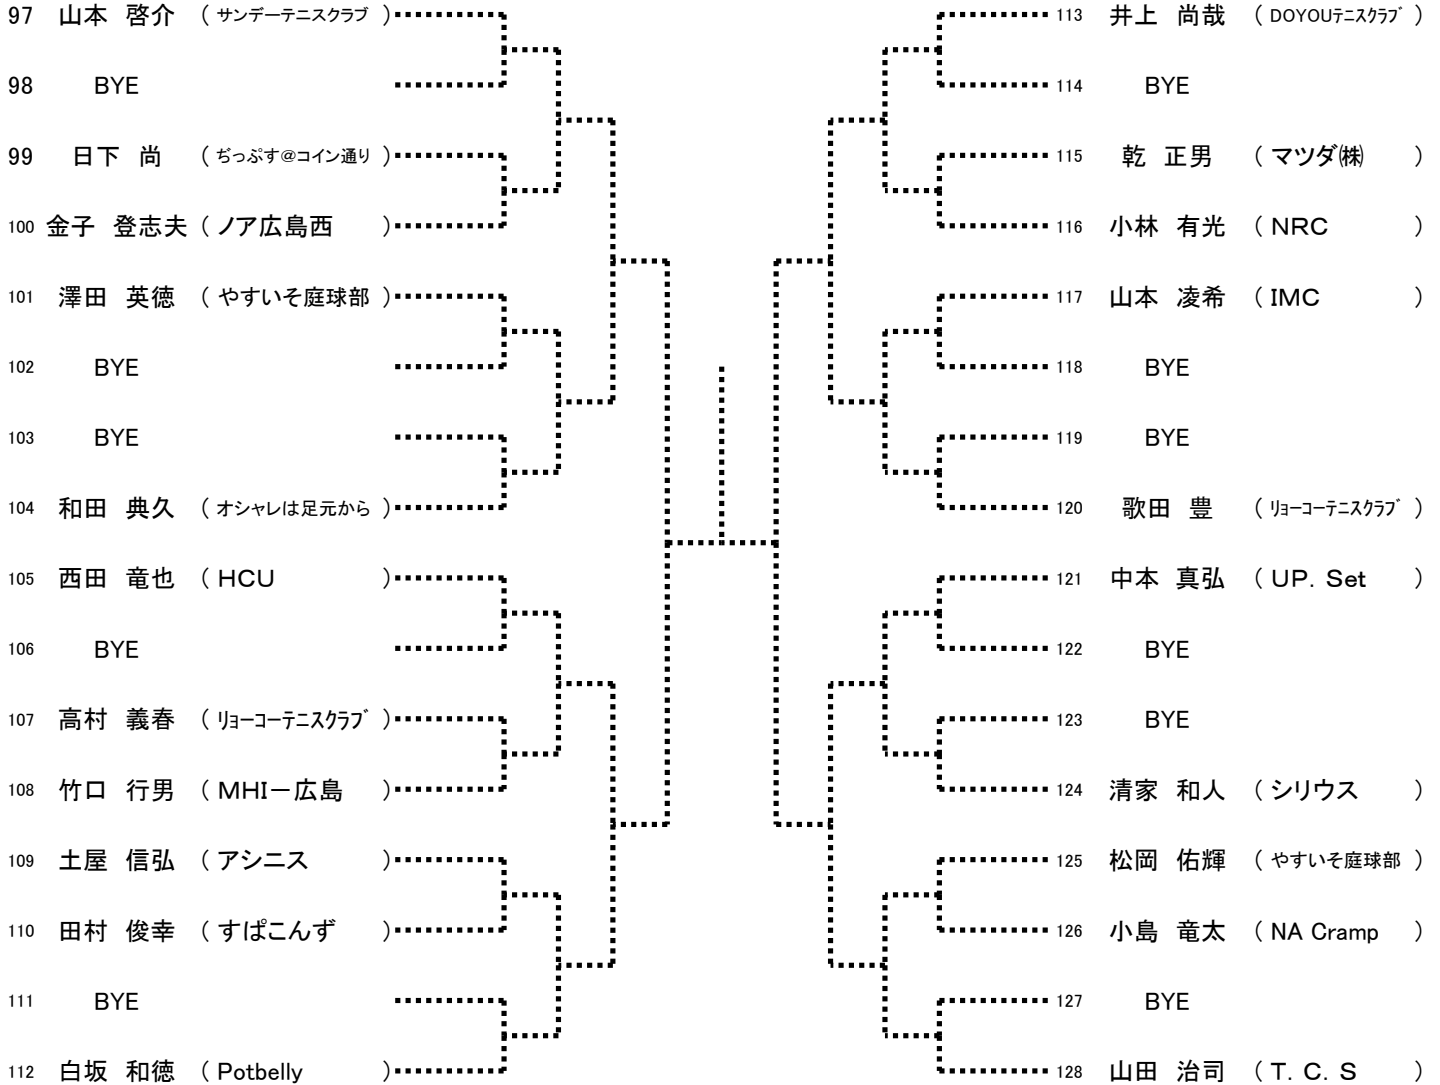 97 山本 啓介 ( サンデーテニスクラブ )
98 BYE
99 日下 尚 ( ぢっぷす@コイン通り )
100 金子 登志夫 ( ノア広島西 )
101 澤田 英徳 ( やすいそ庭球部 )
102 BYE
103 BYE
104 和田 典久 ( オシャレは足元から )
105 西田 竜也 ( HCU )
106 BYE
107 高村 義春 ( リョーコーテニスクラブ )
108 竹口 行男 ( MHI-広島 )
109 土屋 信弘 ( アシニス )
110 田村 俊幸 ( すぱこんず )
111 BYE
112 白坂 和徳 ( Potbelly )
113 井上 尚哉 ( DOYOUテニスクラブ )
114 BYE
115 乾 正男 ( マツダ㈱ )
116 小林 有光 ( NRC )
117 山本 凌希 ( IMC )
118 BYE
119 BYE
120 歌田 豊 ( リョーコーテニスクラブ )
121 中本 真弘 ( UP. Set )
122 BYE
123 BYE
124 清家 和人 ( シリウス )
125 松岡 佑輝 ( やすいそ庭球部 )
126 小島 竜太 ( NA Cramp )
127 BYE
128 山田 治司 ( T. C. S )